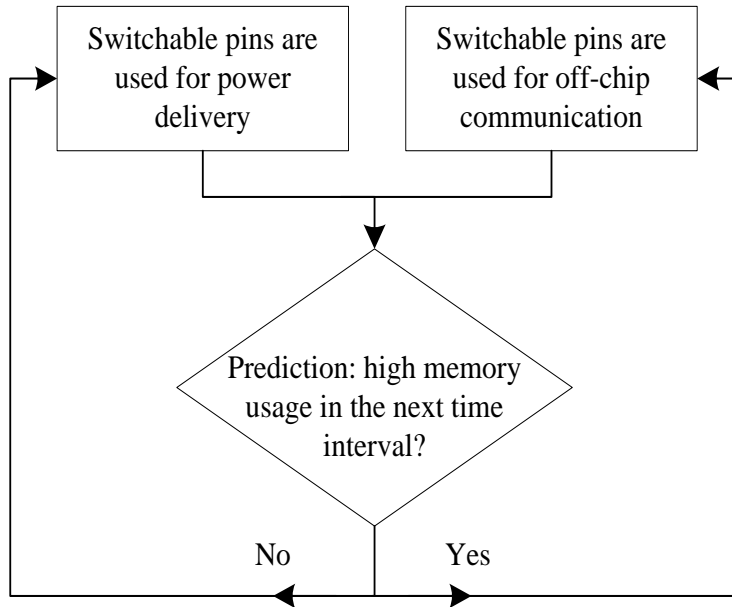 Switchable pins are
used for power
delivery
Switchable pins are
used for off-chip
communication
Prediction: high memory
usage in the next time
interval?
No
Yes